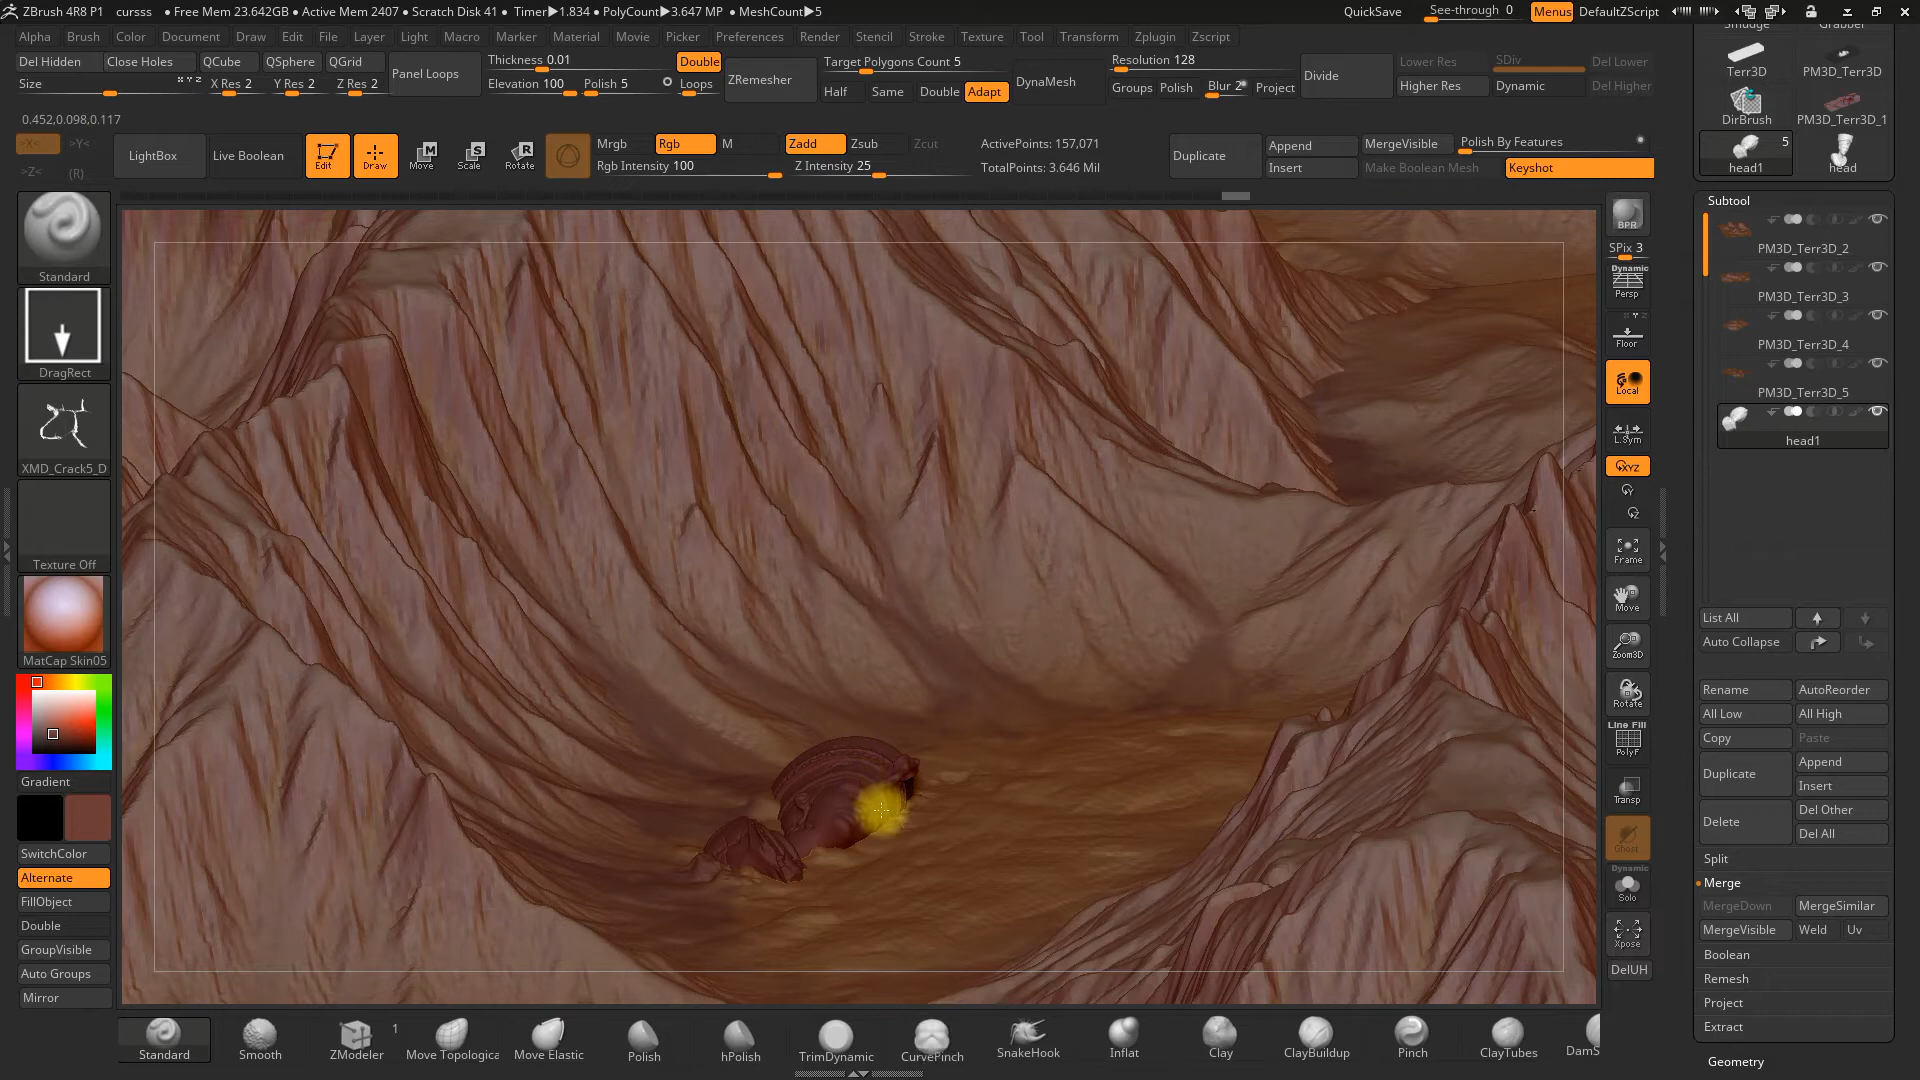 ZBrush 4R8 P1 cursss ● Free Mem 23.642GB ● Active Mem 2407 ● Scratch Disk 41 ● Timer▶1.834 ● PolyCount▶3.647 MP ● MeshCount▶5 QuickSave See-through 0 Menus DefaultZScript
Alpha Brush Color Document Draw Edit File Layer Light Macro Marker Material Movie Picker Preferences Render Stencil Stroke Texture Tool Transform Zplugin Zscript
Del Hidden Close Holes QCube QSphere QGrid Panel Loops Thickness 0.01 Double ZRemesher Target Polygons Count 5 DynaMesh Resolution 128 Divide Lower Res SDiv Del Lower
Size X Res 2 Y Res 2 Z Res 2 Elevation 100 Polish 5 Loops Half Same Double Adapt Groups Polish Blur 2 Project Higher Res Dynamic Del Higher
0.452,0.098,0.117
>X< >Y< LightBox Live Boolean Edit Draw Move Scale Rotate Mrgb Rgb M Zadd Zsub Zcut ActivePoints: 157,071 Duplicate Append MergeVisible Polish By Features
>Z< (R) Rgb Intensity 100 Z Intensity 25 TotalPoints: 3.646 Mil Insert Make Boolean Mesh Keyshot
Standard
DragRect
XMD_Crack5_D
Texture Off
MatCap Skin05
Gradient
SwitchColor
Alternate
FillObject
Double
GroupVisible
Auto Groups
Mirror
BPR
SPix 3
Dynamic
Persp
Floor
Local
L.Sym
XYZ
Frame
Move
Zoom3D
Rotate
Line Fill
PolyF
Transp
Ghost
Dynamic
Solo
Xpose
DelUH
Terr3D PM3D_Terr3D
DirBrush PM3D_Terr3D_1
5
head1 head
Subtool
PM3D_Terr3D_2
PM3D_Terr3D_3
PM3D_Terr3D_4
PM3D_Terr3D_5
head1
List All
Auto Collapse
Rename AutoReorder
All Low All High
Copy Paste
Duplicate Append
Insert
Delete Del Other
Del All
Split
Merge
MergeDown MergeSimilar
MergeVisible Weld Uv
Boolean
Remesh
Project
Extract
Geometry
1
Standard Smooth ZModeler Move Topologica Move Elastic Polish hPolish TrimDynamic CurvePinch SnakeHook Inflat Clay ClayBuildup Pinch ClayTubes DamS